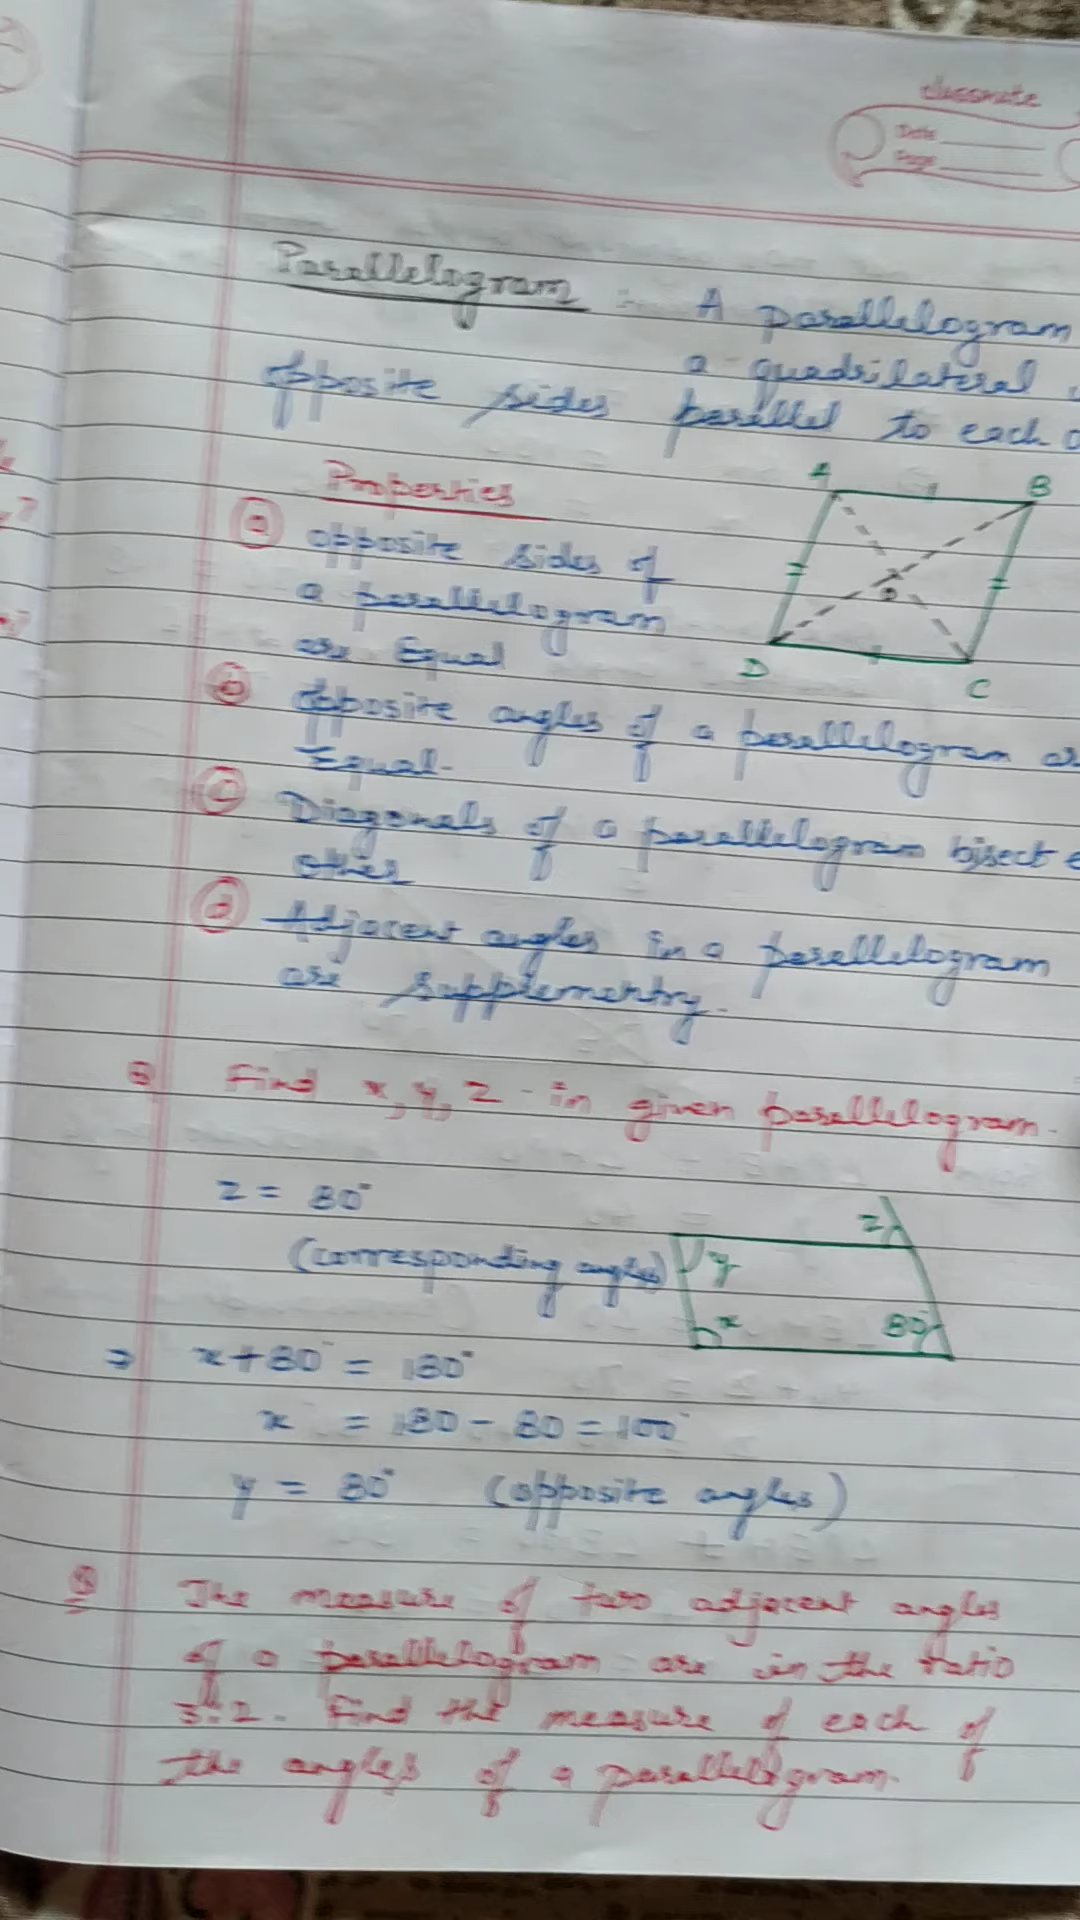 classmate
Date
Page
Parallelogram :- A parallelogram
a quadrilateral
opposite sides parallel to each
Properties
A
B
D
C
O
(a) opposite sides of
a parallelogram
are Equal
(b) opposite angles of a parallelogram
Equal.
(c) Diagonals of a parallelogram bisect
other
(d) Adjacent angles in a parallelogram
are supplementry.
Q Find x, y, z in given parallelogram.
z = 80°
(corresponding angles)
z
y
x
80°
⇒ x+80° = 180°
x = 180 - 80 = 100°
y = 80° (opposite angles)
Q The measure of two adjacent angles
of a parallelogram are in the ratio
3:2. Find the measure of each of
the angles of a parallelogram.